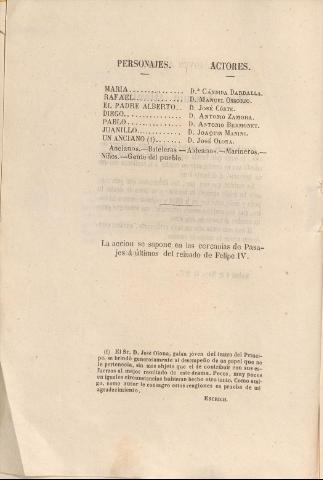 PERSONAJES. ACTORES.
MARIA.............. D.ª CÁNDIDA DARDALLA.
RAFAEL............. D. MANUEL OSSORIO.
EL PADRE ALBERTO.. D. JOSÉ CORTE.
DIEGO.............. D. ANTONIO ZAMORA.
PABLO.............. D. ANTONIO BERMONET.
JUANILLO........... D. JOAQUIN MANINI.
UN ANCIANO (1)..... D. JOSÉ OLONA.
Ancianos.—Bateleras—Aldeanos.—Marineros.—
Niños.—Gente del pueblo.
La accion se supone en las cercanías de Pasa-
jes á últimos del reinado de Felipe IV.
(1) El Sr. D. José Olona, galan jóven del teatro del Prínci-
pe, se brindó generosamente al desempeño de un papel que no
le pertenecia, sin mas objeto que el de contribuir con sus es-
fuerzos al mejor resultado de este drama. Pocos, muy pocos
en iguales circunstancias hubieran hecho otro tanto. Como ami-
go, como autor le consagro estos renglones en prueba de mi
agradecimiento.
ESCRICH.